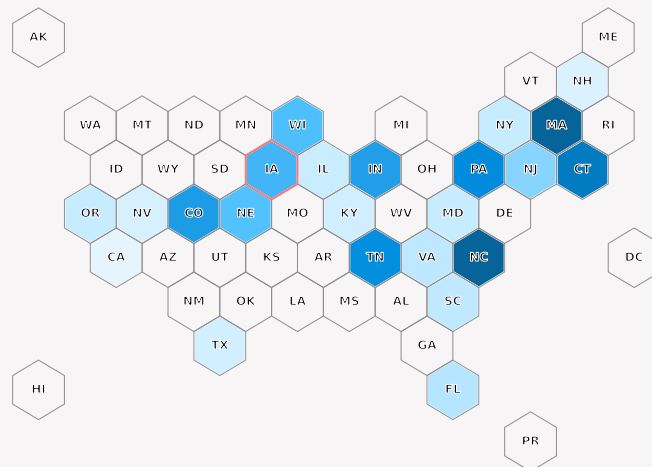 AK ME
VT NH
WA MT ND MN WI MI NY MA RI
ID WY SD IA IL IN OH PA NJ CT
OR NV CO NE MO KY WV MD DE
CA AZ UT KS AR TN VA NC DC
NM OK LA MS AL SC
TX GA
HI FL
PR